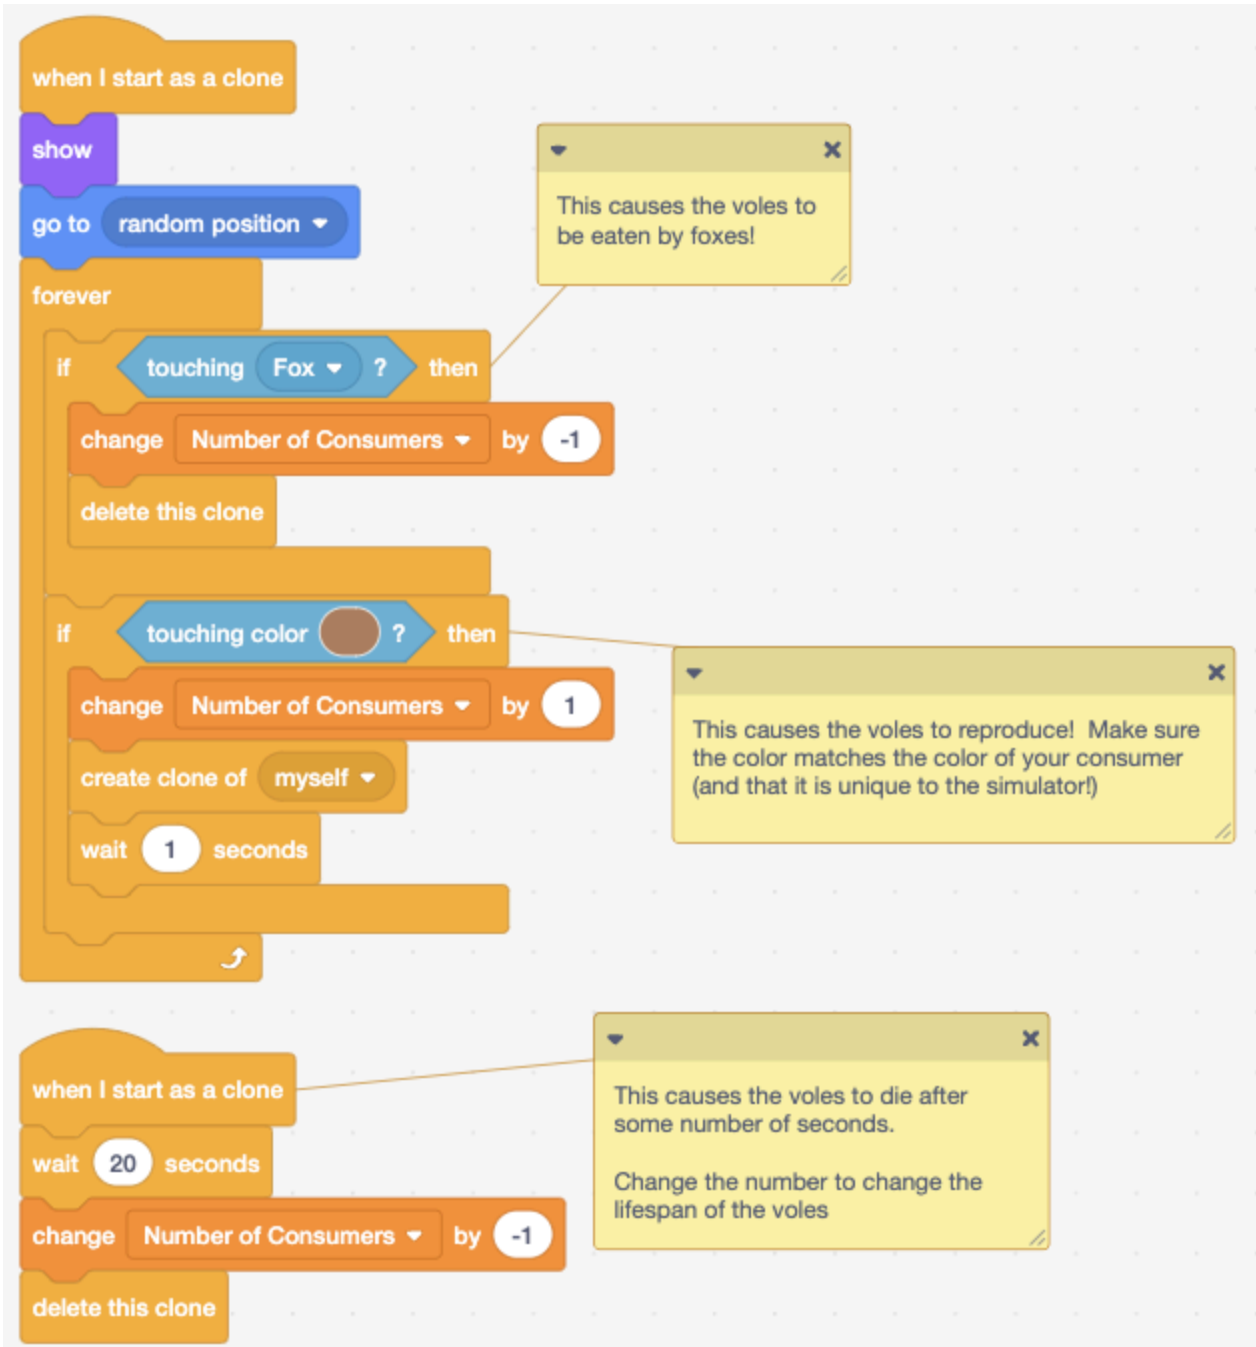 when I start as a clone
show
go to random position
This causes the voles to
be eaten by foxes!
forever
if touching Fox ? then
change Number of Consumers by -1
delete this clone
if touching color ? then
change Number of Consumers by 1
create clone of myself
wait 1 seconds
This causes the voles to reproduce!  Make sure
the color matches the color of your consumer
(and that it is unique to the simulator!)
when I start as a clone
wait 20 seconds
change Number of Consumers by -1
delete this clone
This causes the voles to die after
some number of seconds.
Change the number to change the
lifespan of the voles